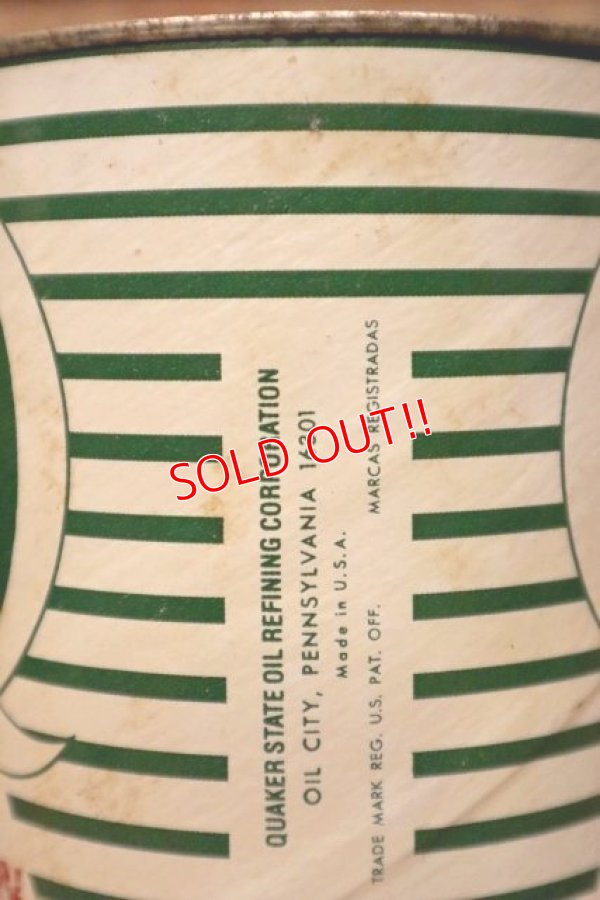 QUAKER STATE OIL REFINING CORPORATION
OIL CITY, PENNSYLVANIA 16301
Made in U.S.A.
TRADE MARK REG. U.S. PAT. OFF. MARCAS REGISTRADAS
SOLD OUT!!